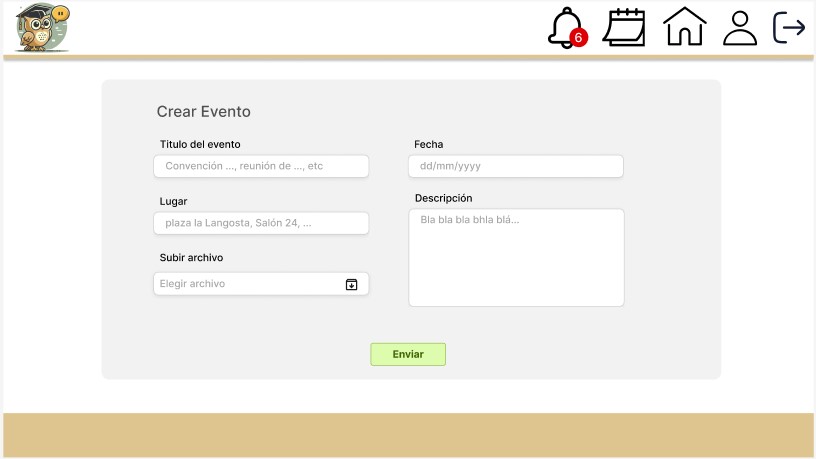 6
Crear Evento
Titulo del evento
Convención ..., reunión de ..., etc
Fecha
dd/mm/yyyy
Lugar
plaza la Langosta, Salón 24, ...
Descripción
Bla bla bla bhla blá...
Subir archivo
Elegir archivo
Enviar